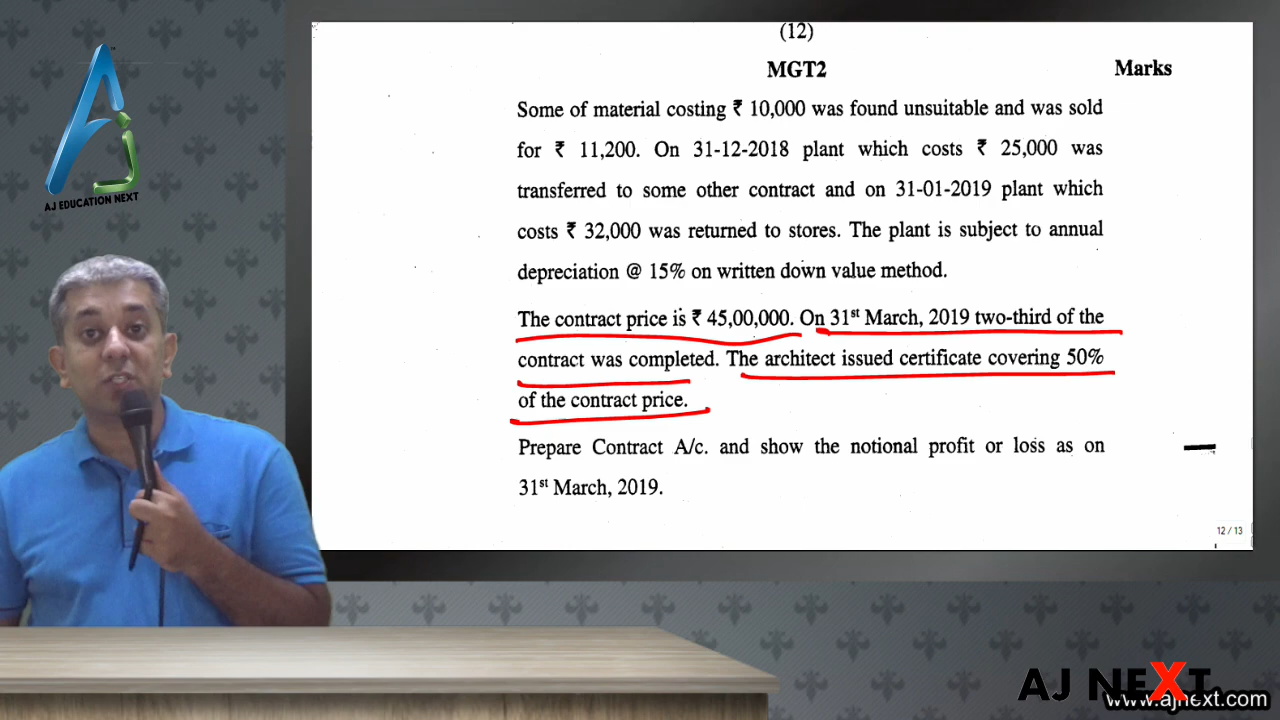 (12)
MGT2
Marks
Some of material costing ₹ 10,000 was found unsuitable and was sold
for ₹ 11,200. On 31-12-2018 plant which costs ₹ 25,000 was
transferred to some other contract and on 31-01-2019 plant which
costs ₹ 32,000 was returned to stores. The plant is subject to annual
depreciation @ 15% on written down value method.
The contract price is ₹ 45,00,000. On 31st March, 2019 two-third of the
contract was completed. The architect issued certificate covering 50%
of the contract price.
Prepare Contract A/c. and show the notional profit or loss as on
31st March, 2019.
12 / 13
AJ EDUCATION NEXT
AJ NEXT
www.ajnext.com